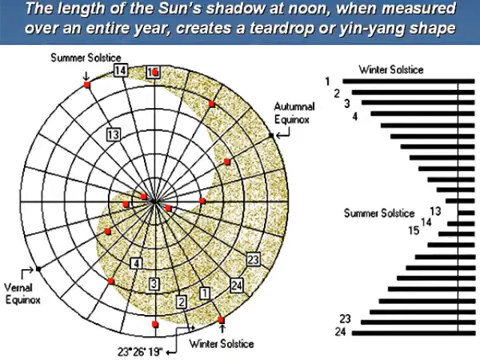 The length of the Sun's shadow at noon, when measured
over an entire year, creates a teardrop or yin-yang shape
Summer Solstice
14
13
Autumnal
Equinox
Vernal
Equinox
4
3
2
1
24
23
23°26'19"
Winter Solstice
Winter Solstice
1
2
3
4
Summer Solstice
13
14
15
23
24